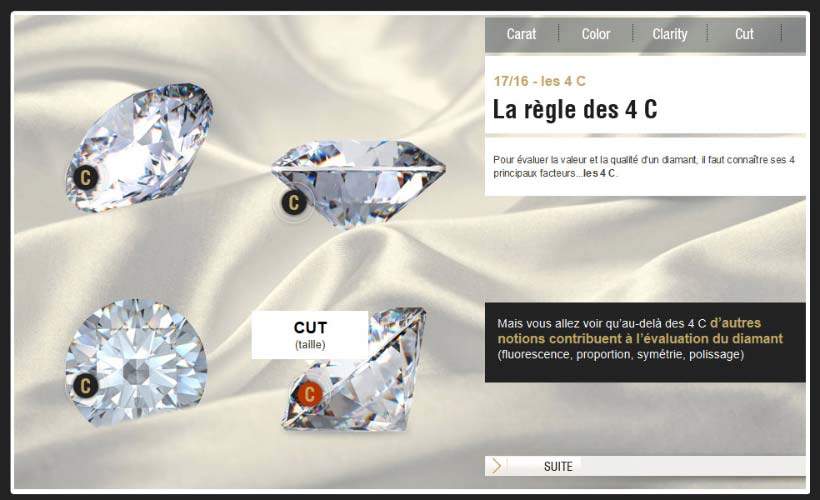 Carat
Color
Clarity
Cut
17/16 - les 4 C
La règle des 4 C
Pour évaluer la valeur et la qualité d'un diamant, il faut connaître ses 4
principaux facteurs...les 4 C.
C
C
CUT
(taille)
C
C
Mais vous allez voir qu'au-delà des 4 C d'autres
notions contribuent à l'évaluation du diamant
(fluorescence, proportion, symétrie, polissage)
SUITE